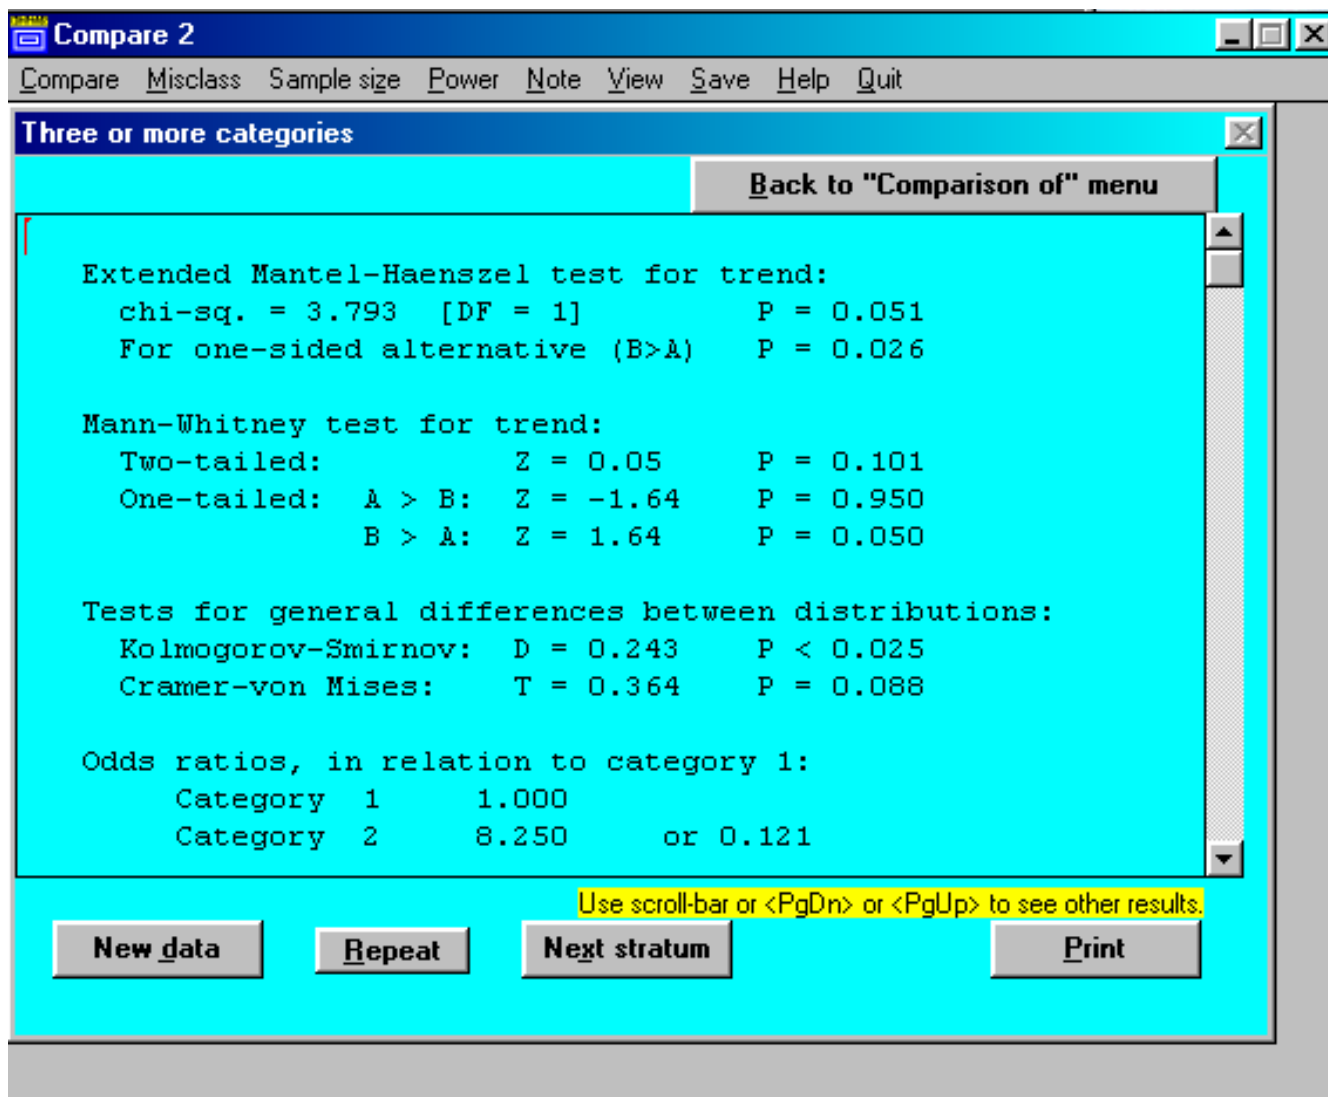 Compare 2
Compare Misclass Sample size Power Note View Save Help Quit
Three or more categories
Back to "Comparison of" menu
Extended Mantel-Haenszel test for trend:
chi-sq. = 3.793 [DF = 1] P = 0.051
For one-sided alternative (B>A) P = 0.026
Mann-Whitney test for trend:
Two-tailed: Z = 0.05 P = 0.101
One-tailed: A > B: Z = -1.64 P = 0.950
B > A: Z = 1.64 P = 0.050
Tests for general differences between distributions:
Kolmogorov-Smirnov: D = 0.243 P < 0.025
Cramer-von Mises: T = 0.364 P = 0.088
Odds ratios, in relation to category 1:
Category 1 1.000
Category 2 8.250 or 0.121
Use scroll-bar or <PgDn> or <PgUp> to see other results.
New data Repeat Next stratum Print